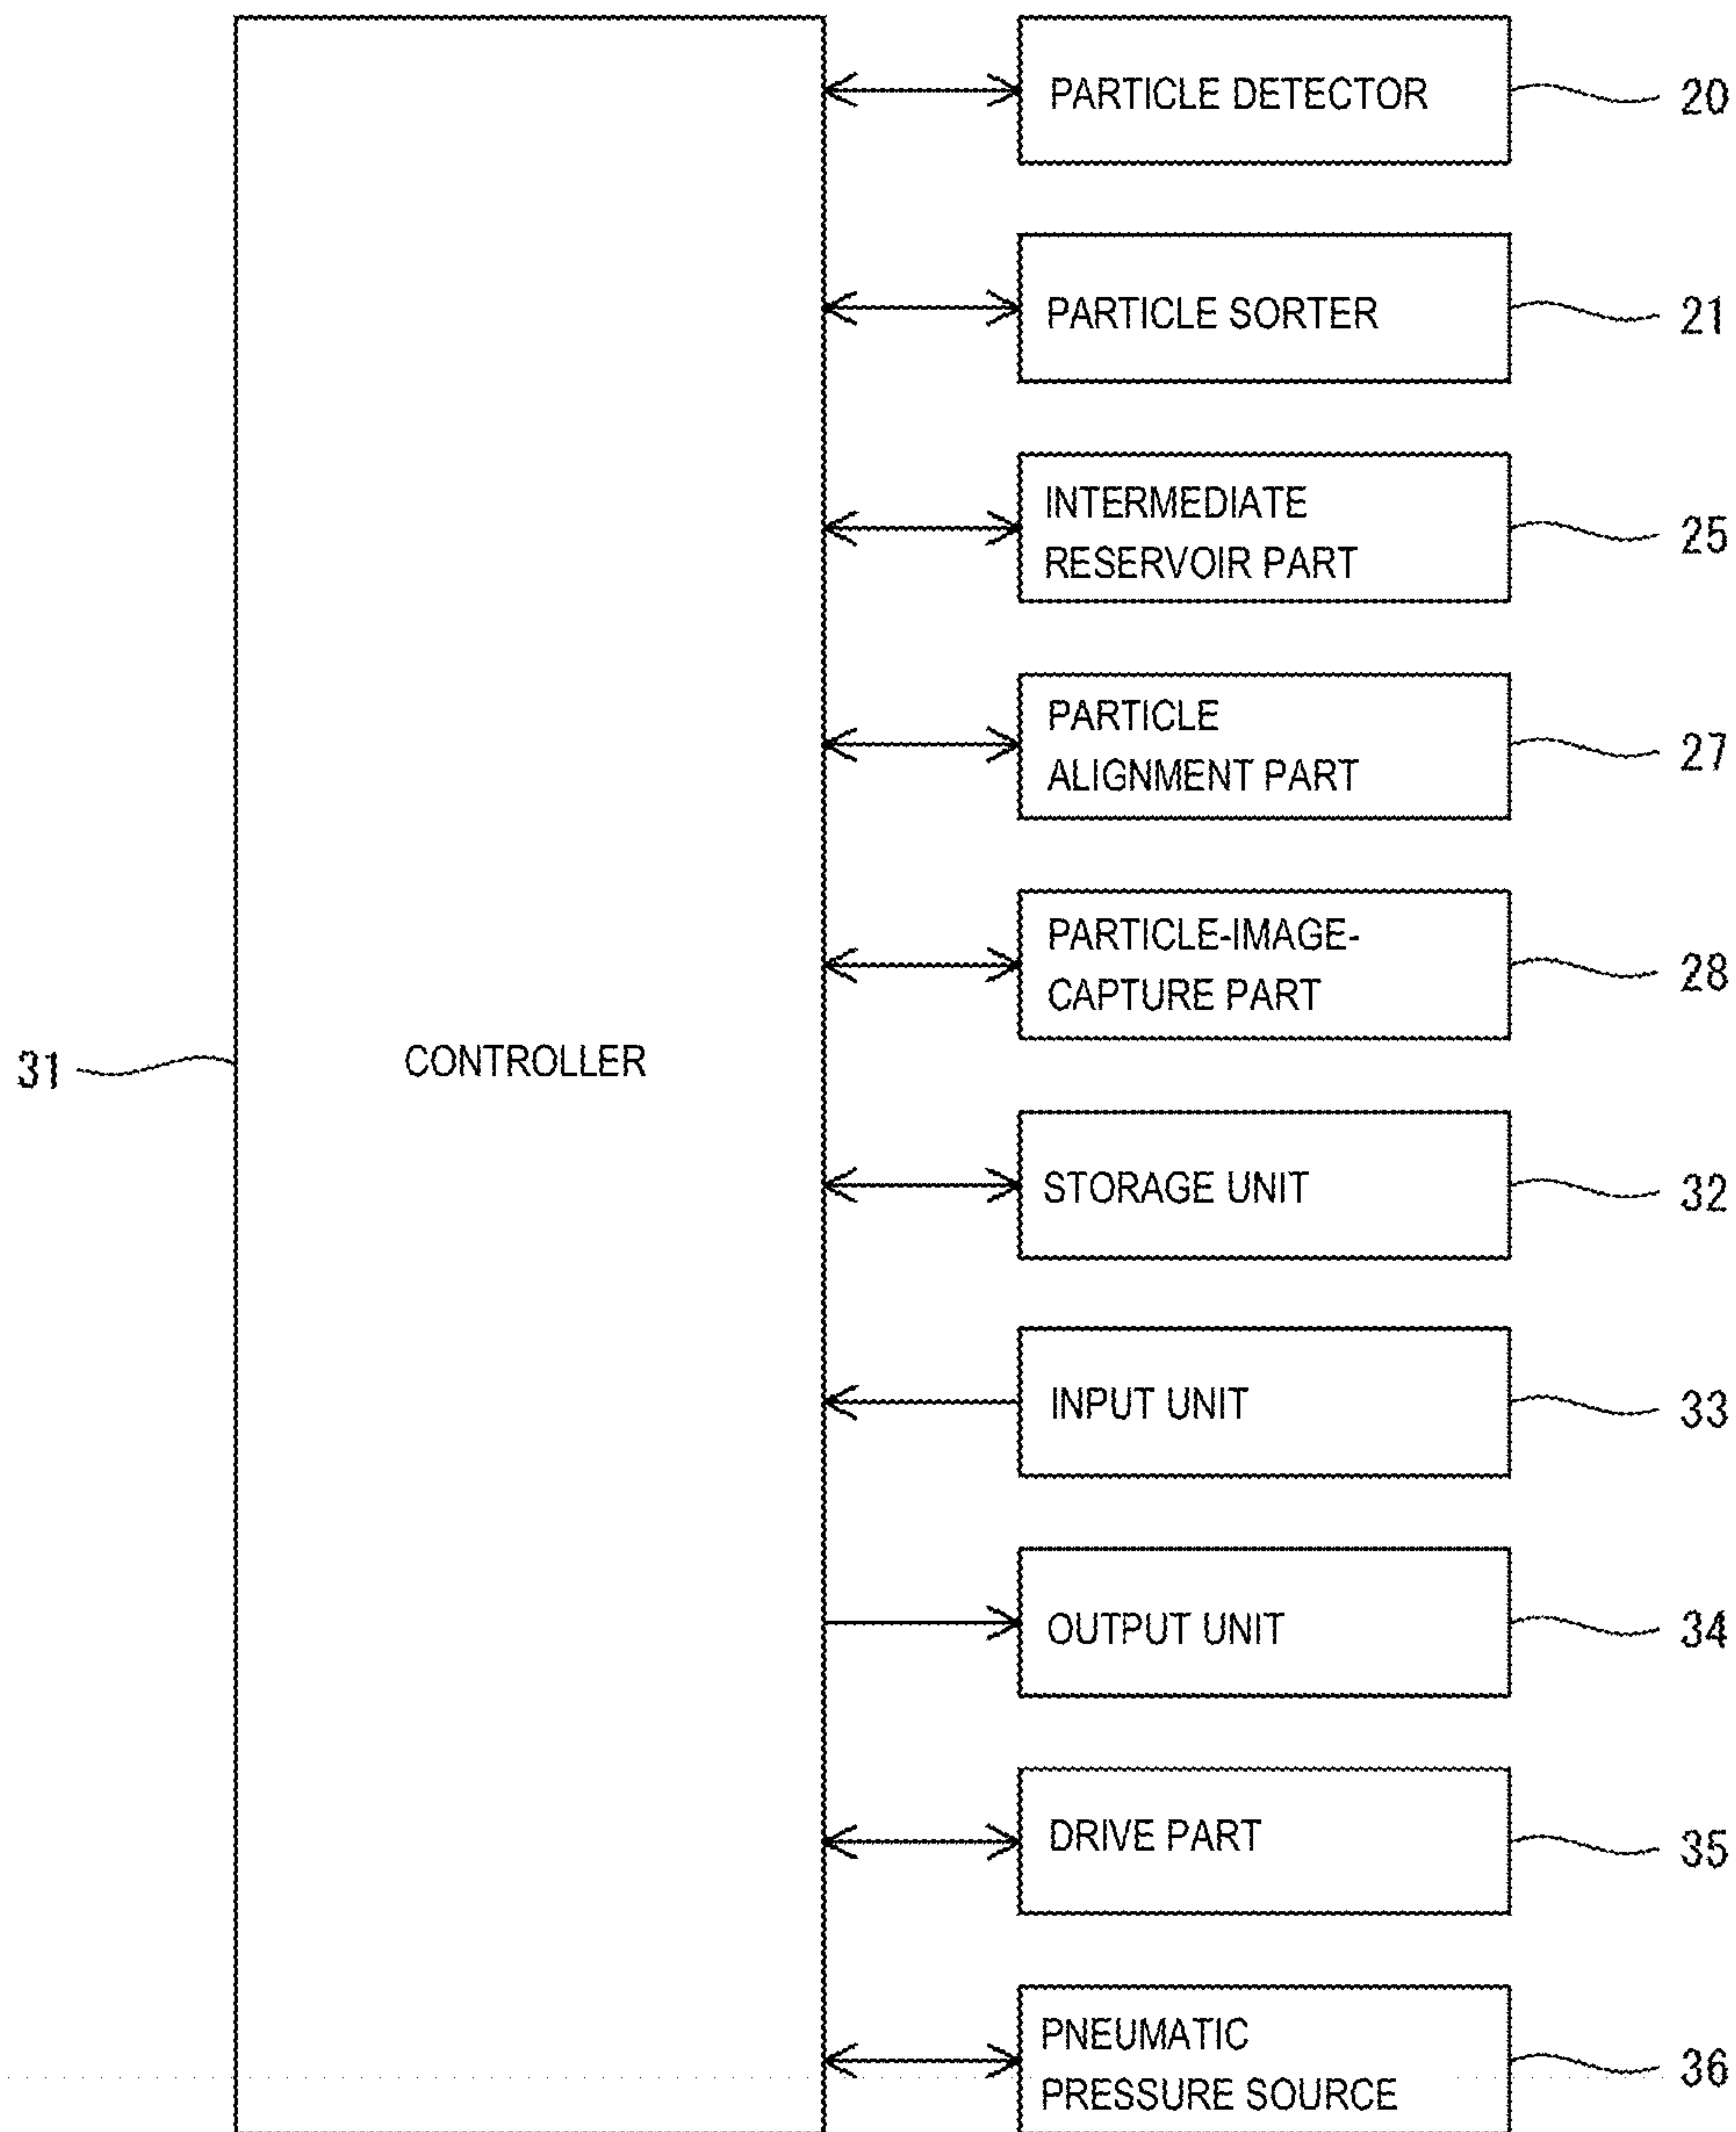 PARTICLE DETECTOR
20
PARTICLE SORTER
21
INTERMEDIATE
RESERVOIR PART
25
PARTICLE
ALIGNMENT PART
27
PARTICLE-IMAGE-
CAPTURE PART
28
31
CONTROLLER
STORAGE UNIT
32
INPUT UNIT
33
OUTPUT UNIT
34
DRIVE PART
35
PNEUMATIC
PRESSURE SOURCE
36